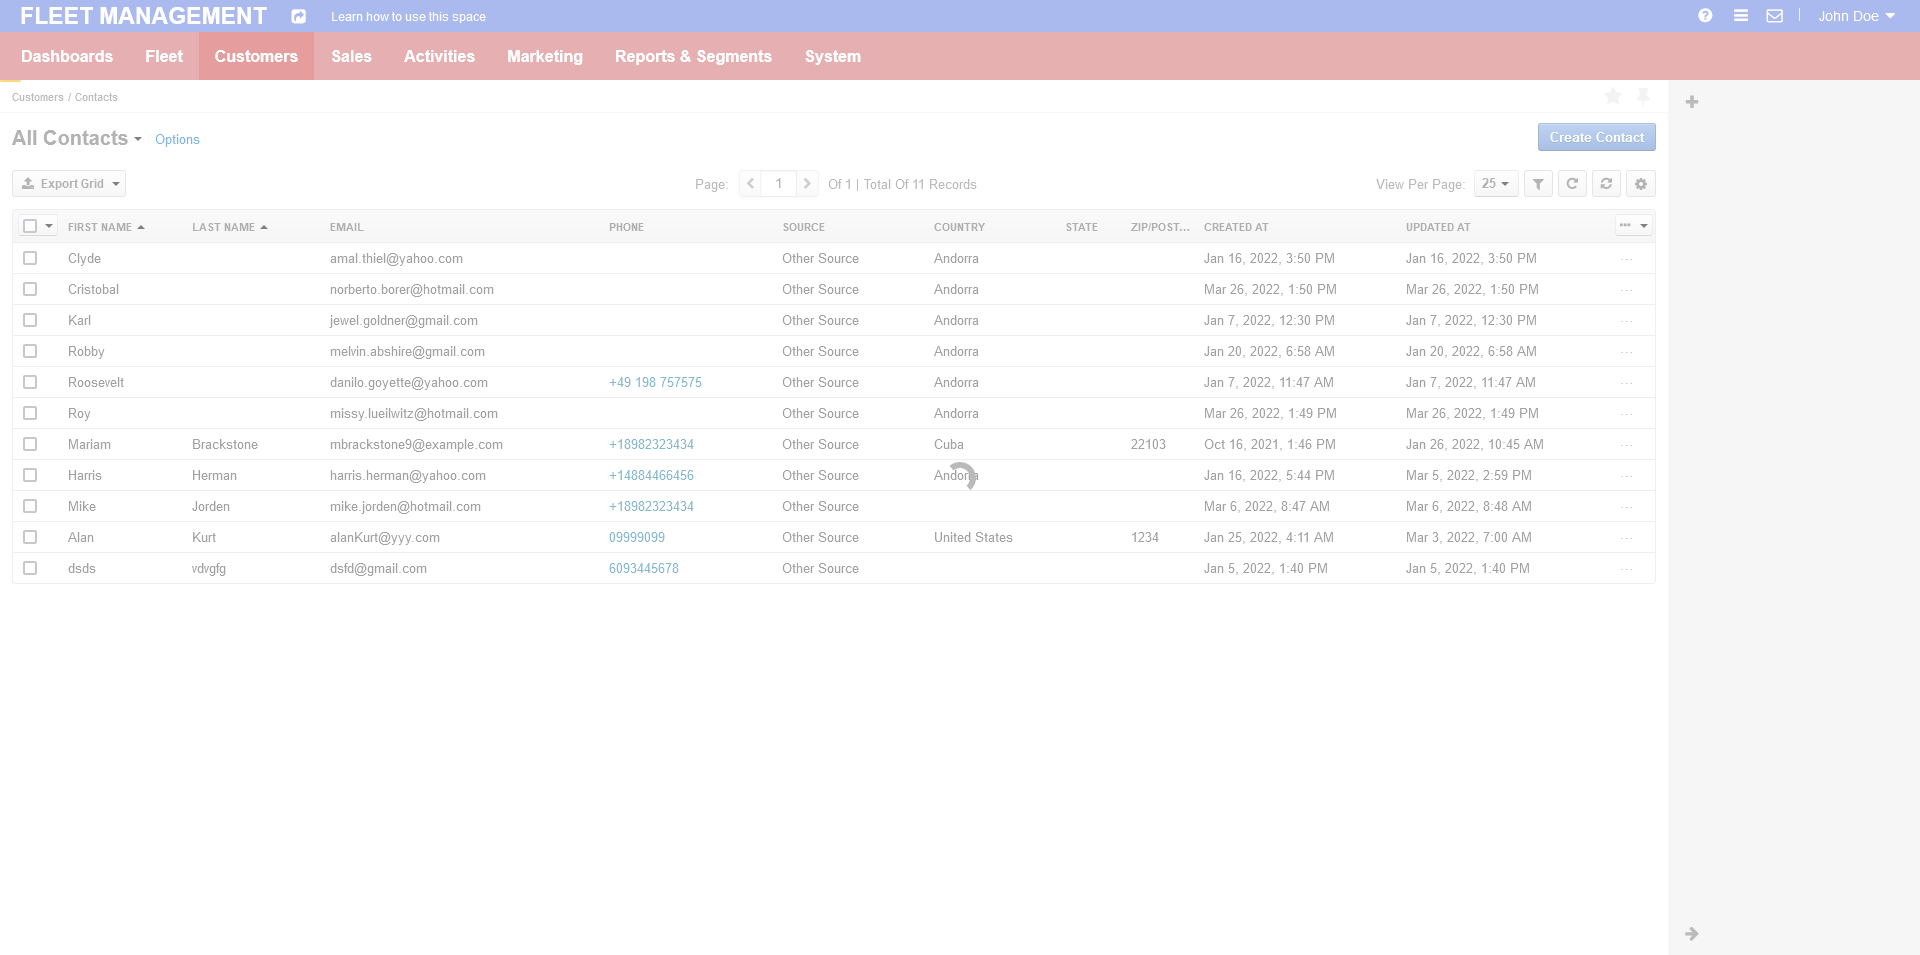 FLEET MANAGEMENT Learn how to use this space John Doe
Dashboards Fleet Customers Sales Activities Marketing Reports & Segments System
Customers / Contacts
All Contacts Options Create Contact
Export Grid Page: 1 Of 1 | Total Of 11 Records View Per Page: 25
FIRST NAME LAST NAME EMAIL PHONE SOURCE COUNTRY STATE ZIP/POST... CREATED AT UPDATED AT
Clyde amal.thiel@yahoo.com Other Source Andorra Jan 16, 2022, 3:50 PM Jan 16, 2022, 3:50 PM
Cristobal norberto.borer@hotmail.com Other Source Andorra Mar 26, 2022, 1:50 PM Mar 26, 2022, 1:50 PM
Karl jewel.goldner@gmail.com Other Source Andorra Jan 7, 2022, 12:30 PM Jan 7, 2022, 12:30 PM
Robby melvin.abshire@gmail.com Other Source Andorra Jan 20, 2022, 6:58 AM Jan 20, 2022, 6:58 AM
Roosevelt danilo.goyette@yahoo.com +49 198 757575 Other Source Andorra Jan 7, 2022, 11:47 AM Jan 7, 2022, 11:47 AM
Roy missy.lueilwitz@hotmail.com Other Source Andorra Mar 26, 2022, 1:49 PM Mar 26, 2022, 1:49 PM
Mariam Brackstone mbrackstone9@example.com +18982323434 Other Source Cuba 22103 Oct 16, 2021, 1:46 PM Jan 26, 2022, 10:45 AM
Harris Herman harris.herman@yahoo.com +14884466456 Other Source Andorra Jan 16, 2022, 5:44 PM Mar 5, 2022, 2:59 PM
Mike Jorden mike.jorden@hotmail.com +18982323434 Other Source Mar 6, 2022, 8:47 AM Mar 6, 2022, 8:48 AM
Alan Kurt alanKurt@yyy.com 09999099 Other Source United States 1234 Jan 25, 2022, 4:11 AM Mar 3, 2022, 7:00 AM
dsds vdvgfg dsfd@gmail.com 6093445678 Other Source Jan 5, 2022, 1:40 PM Jan 5, 2022, 1:40 PM